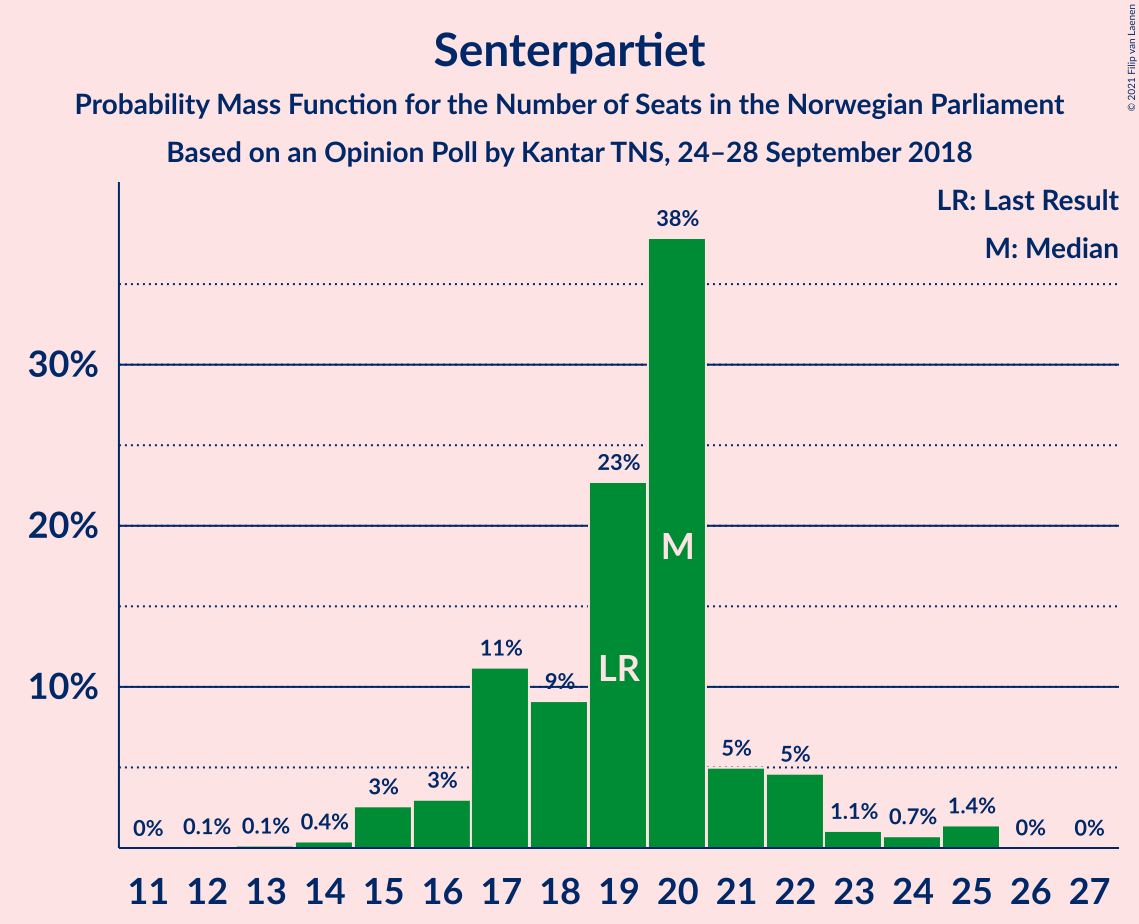 Senterpartiet
Probability Mass Function for the Number of Seats in the Norwegian Parliament
Based on an Opinion Poll by Kantar TNS, 24–28 September 2018
© 2021 Filip van Laenen
LR: Last Result
M: Median
38%
30%
23%
20%
M
11%
LR
10%
9%
5%
5%
3%
3%
1.1%
0.7%
1.4%
0%
0.1%
0.1%
0.4%
0%
0%
11 12 13 14 15 16 17 18 19 20 21 22 23 24 25 26 27